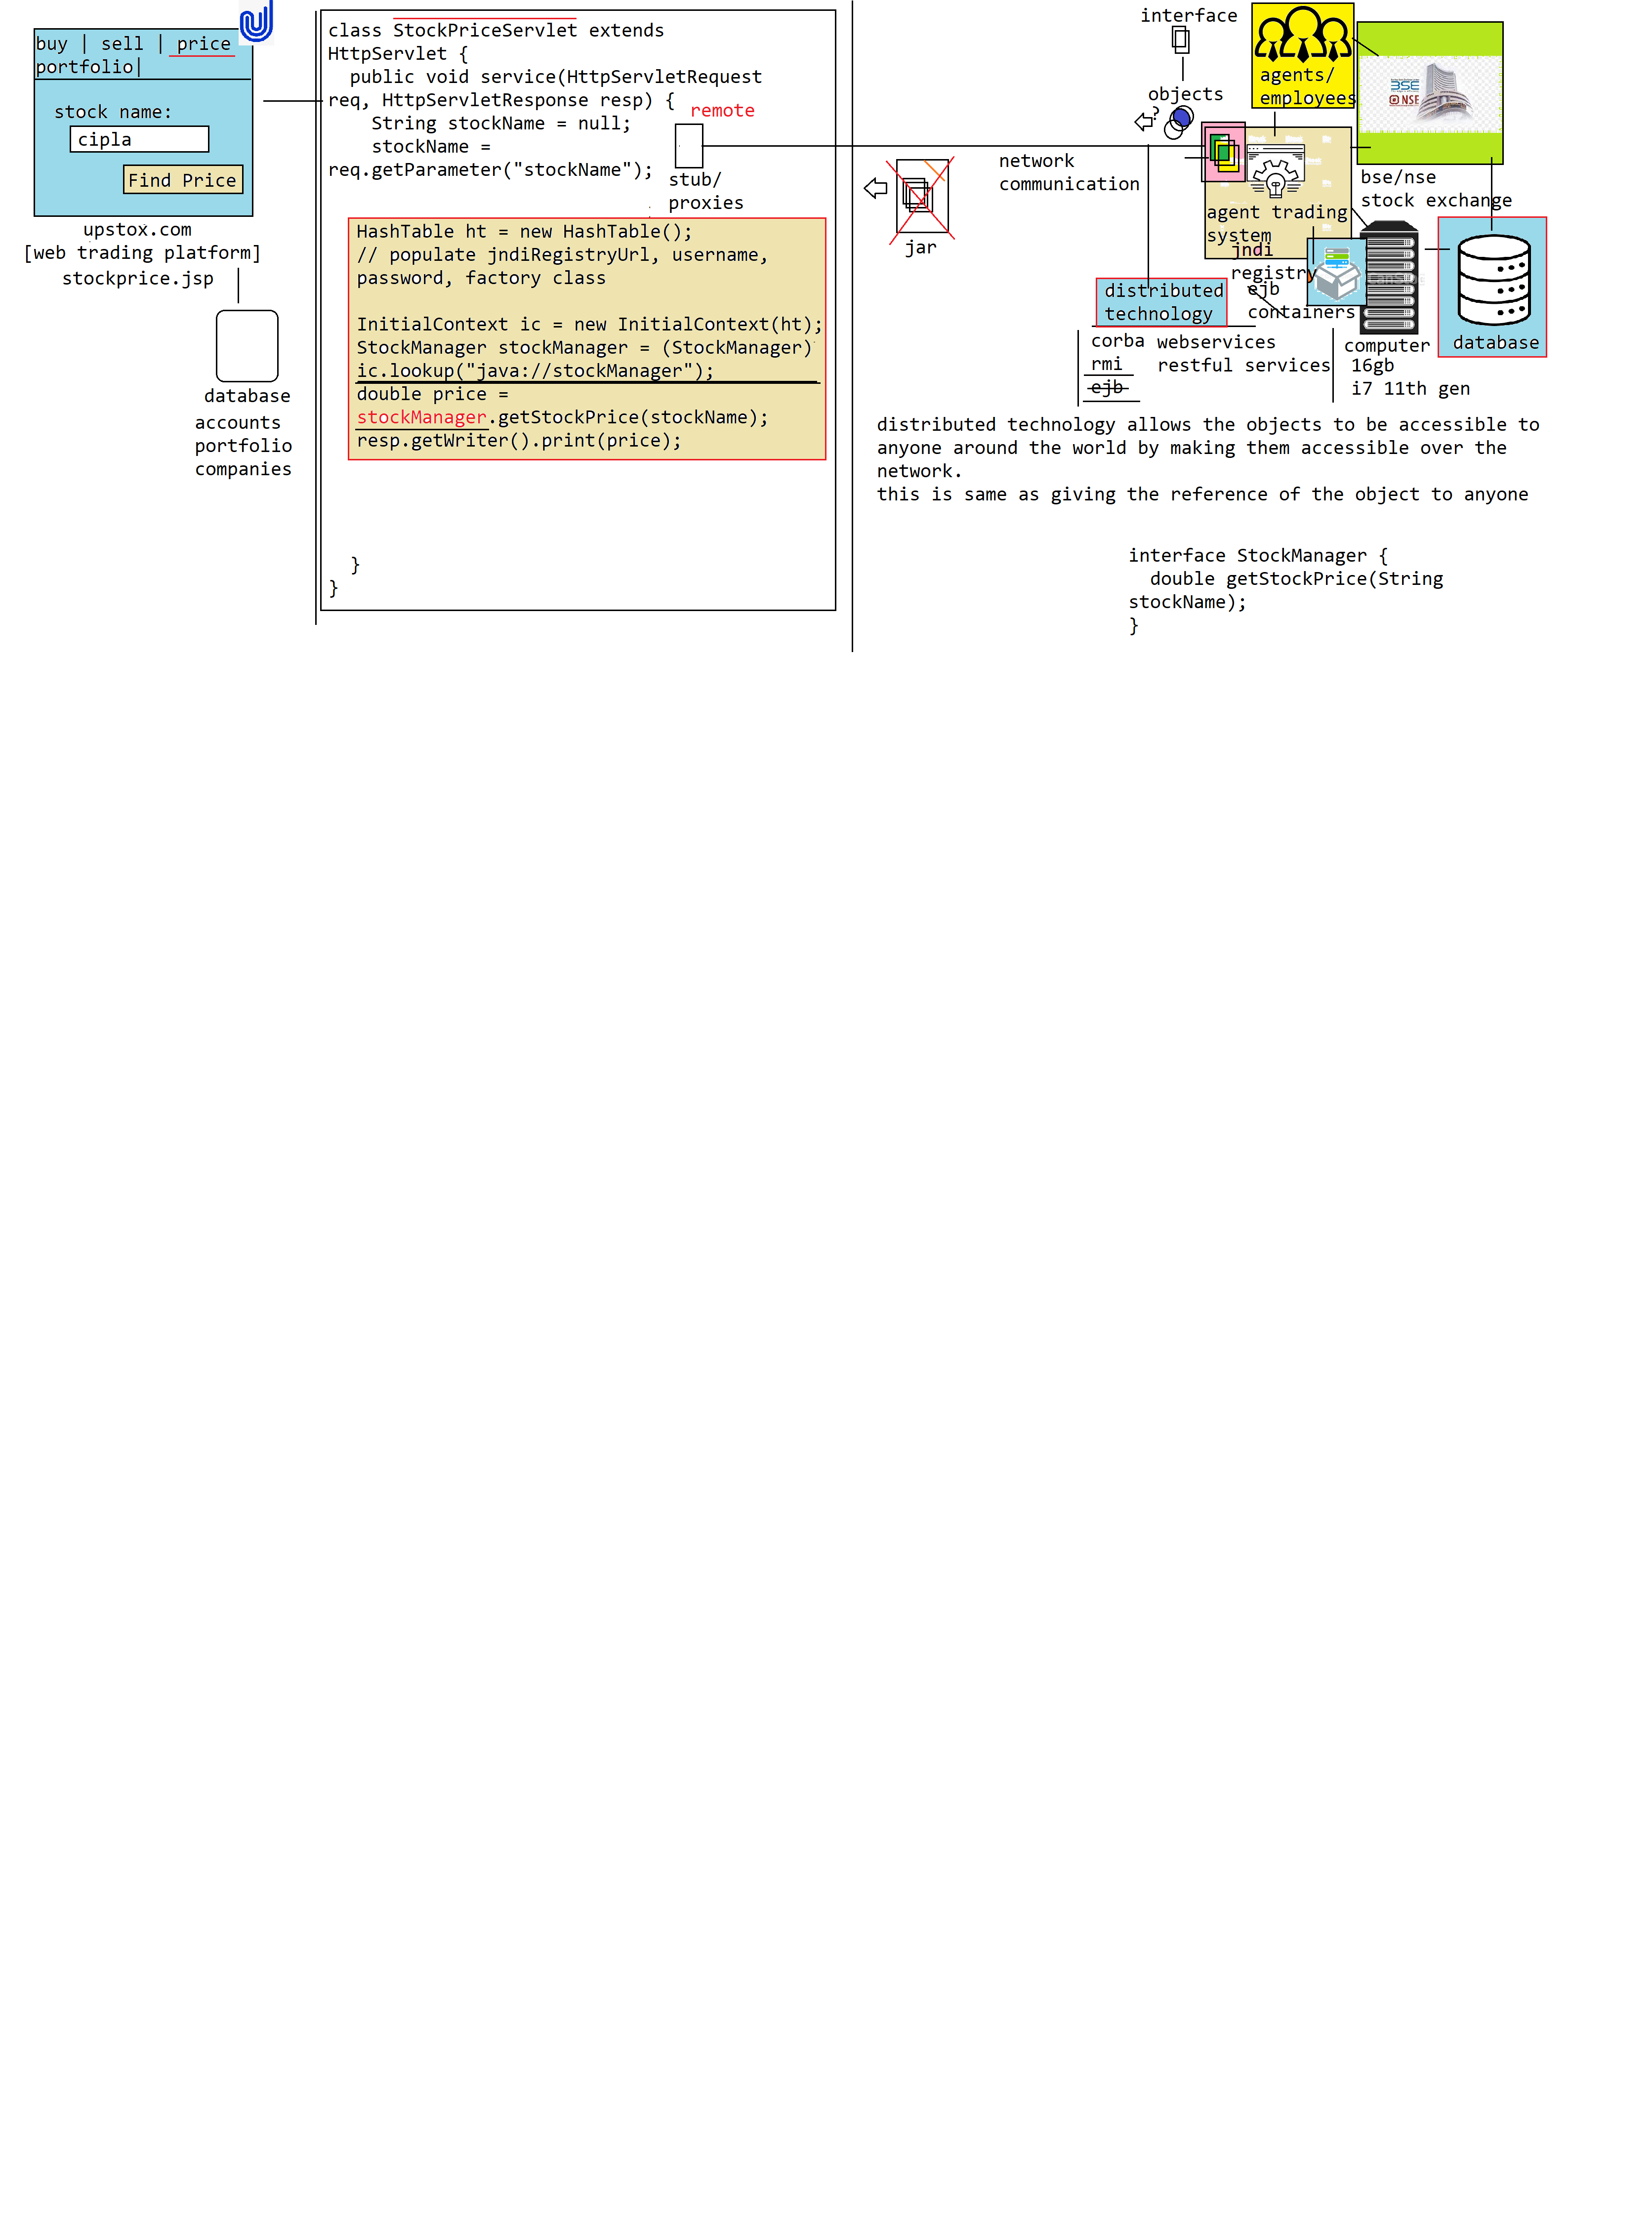 buy | sell | price
portfolio|
stock name:
cipla
Find Price
upstox.com
[web trading platform]
stockprice.jsp
database
accounts
portfolio
companies
class StockPriceServlet extends
HttpServlet {
public void service(HttpServletRequest
req, HttpServletResponse resp) {
String stockName = null;
stockName =
req.getParameter("stockName");
remote
stub/
proxies
HashTable ht = new HashTable();
// populate jndiRegistryUrl, username,
password, factory class
InitialContext ic = new InitialContext(ht);
StockManager stockManager = (StockManager)
ic.lookup("java://stockManager");
double price =
stockManager.getStockPrice(stockName);
resp.getWriter().print(price);
}
}
jar
network
communication
interface
objects
?
agents/
employees
BSE
NSE
bse/nse
stock exchange
agent trading
system
jndi
registry
ejb
containers
distributed
technology
corba
rmi
ejb
webservices
restful services
computer
16gb
i7 11th gen
database
distributed technology allows the objects to be accessible to
anyone around the world by making them accessible over the
network.
this is same as giving the reference of the object to anyone
interface StockManager {
double getStockPrice(String
stockName);
}